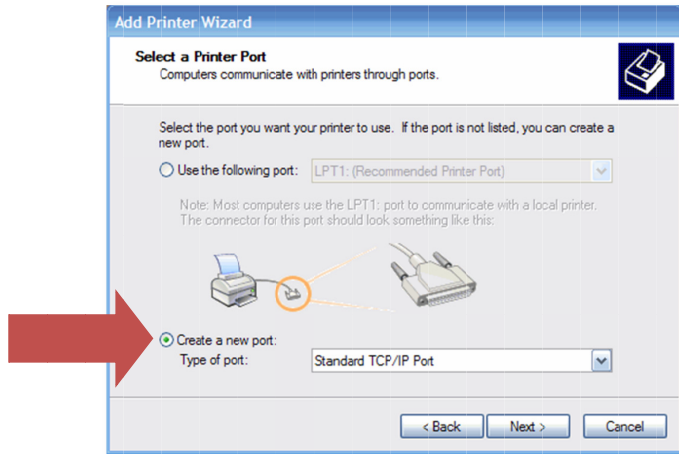 Add Printer Wizard
Select a Printer Port
Computers communicate with printers through ports.
Select the port you want your printer to use. If the port is not listed, you can create a
new port.
Use the following port: LPT1: (Recommended Printer Port)
Note: Most computers use the LPT1: port to communicate with a local printer.
The connector for this port should look something like this:
Create a new port:
Type of port: Standard TCP/IP Port
< Back Next > Cancel